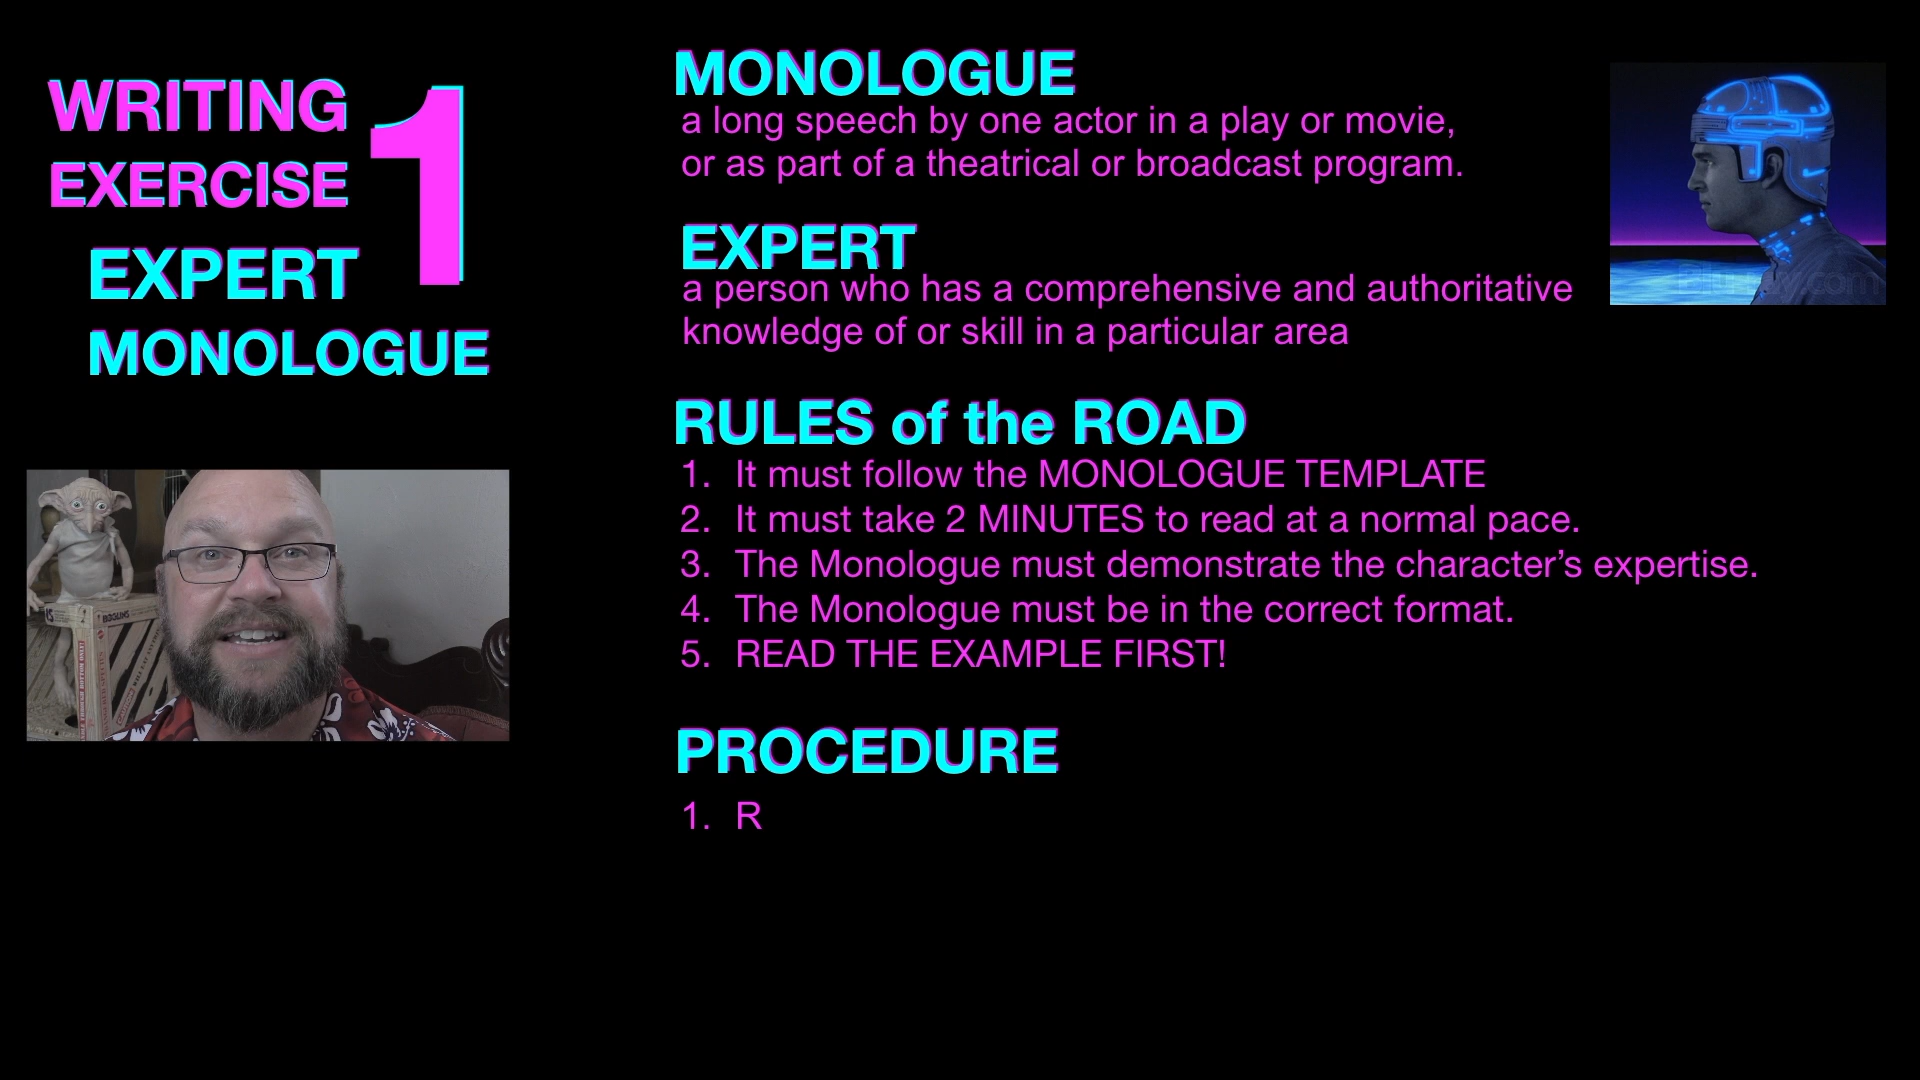 WRITING
EXERCISE
1
EXPERT
MONOLOGUE
MONOLOGUE
a long speech by one actor in a play or movie,
or as part of a theatrical or broadcast program.
EXPERT
a person who has a comprehensive and authoritative
knowledge of or skill in a particular area
RULES of the ROAD
1. It must follow the MONOLOGUE TEMPLATE
2. It must take 2 MINUTES to read at a normal pace.
3. The Monologue must demonstrate the character’s expertise.
4. The Monologue must be in the correct format.
5. READ THE EXAMPLE FIRST!
PROCEDURE
1. R
BOGLINS